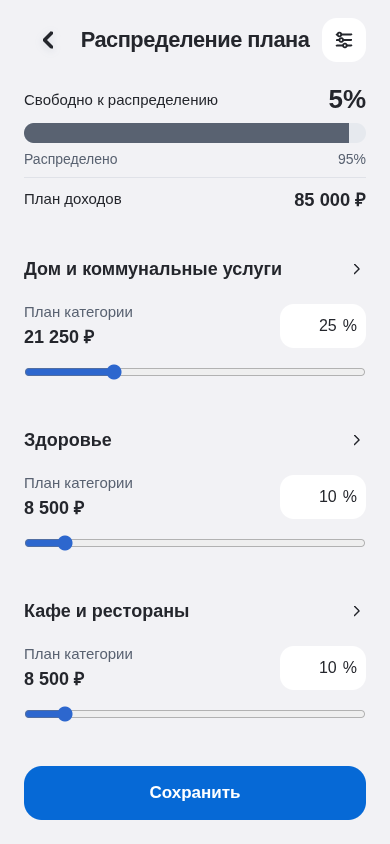 Распределение плана
Свободно к распределению 5%
Распределено 95%
План доходов 85 000 ₽
Дом и коммунальные услуги
План категории
21 250 ₽
25 %
Здоровье
План категории
8 500 ₽
10 %
Кафе и рестораны
План категории
8 500 ₽
10 %
Сохранить